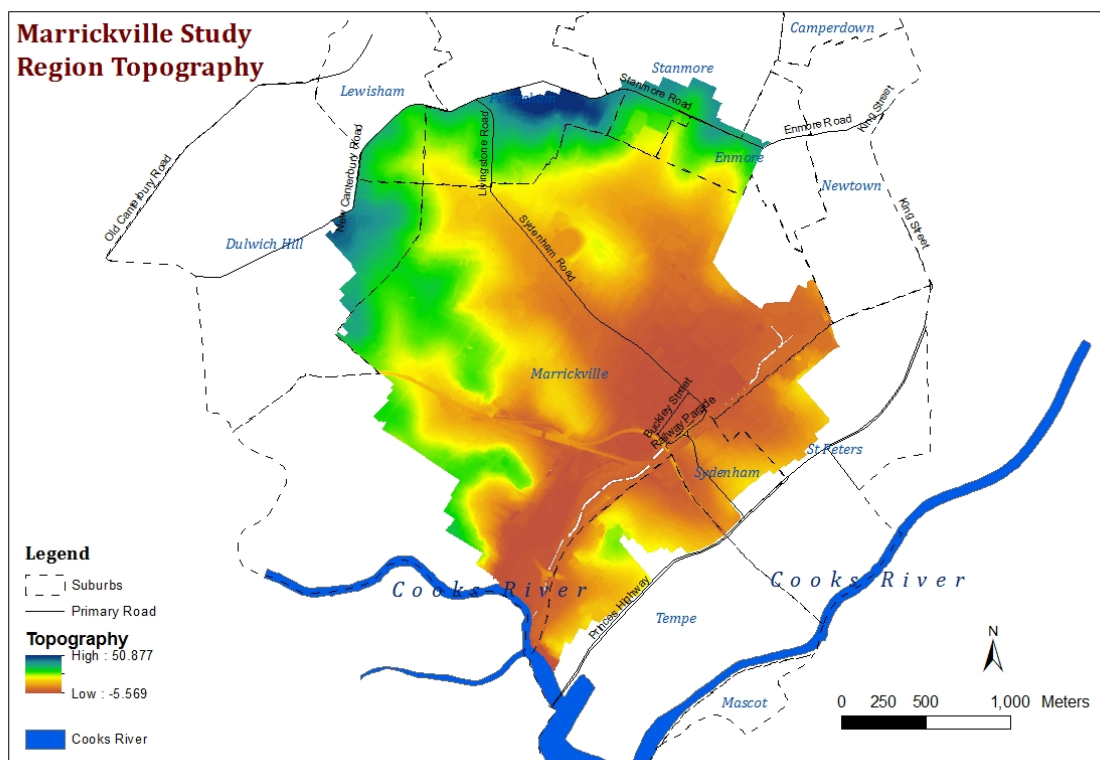 Marrickville Study
Region Topography
Camperdown
Stanmore
Lewisham
Petersham
Stanmore Road
King Street
Enmore Road
Enmore
Newtown
Livingstone Road
New Canterbury Road
Old Canterbury Road
Dulwich Hill
Sydenham Road
King Street
Marrickville
Buckley Street
Railway Parade
St Peters
Sydenham
Cooks River
Cooks River
Princes Highway
Tempe
Mascot
Legend
Suburbs
Primary Road
Topography
High : 50.877
Low : -5.569
Cooks River
N
0 250 500 1,000 Meters